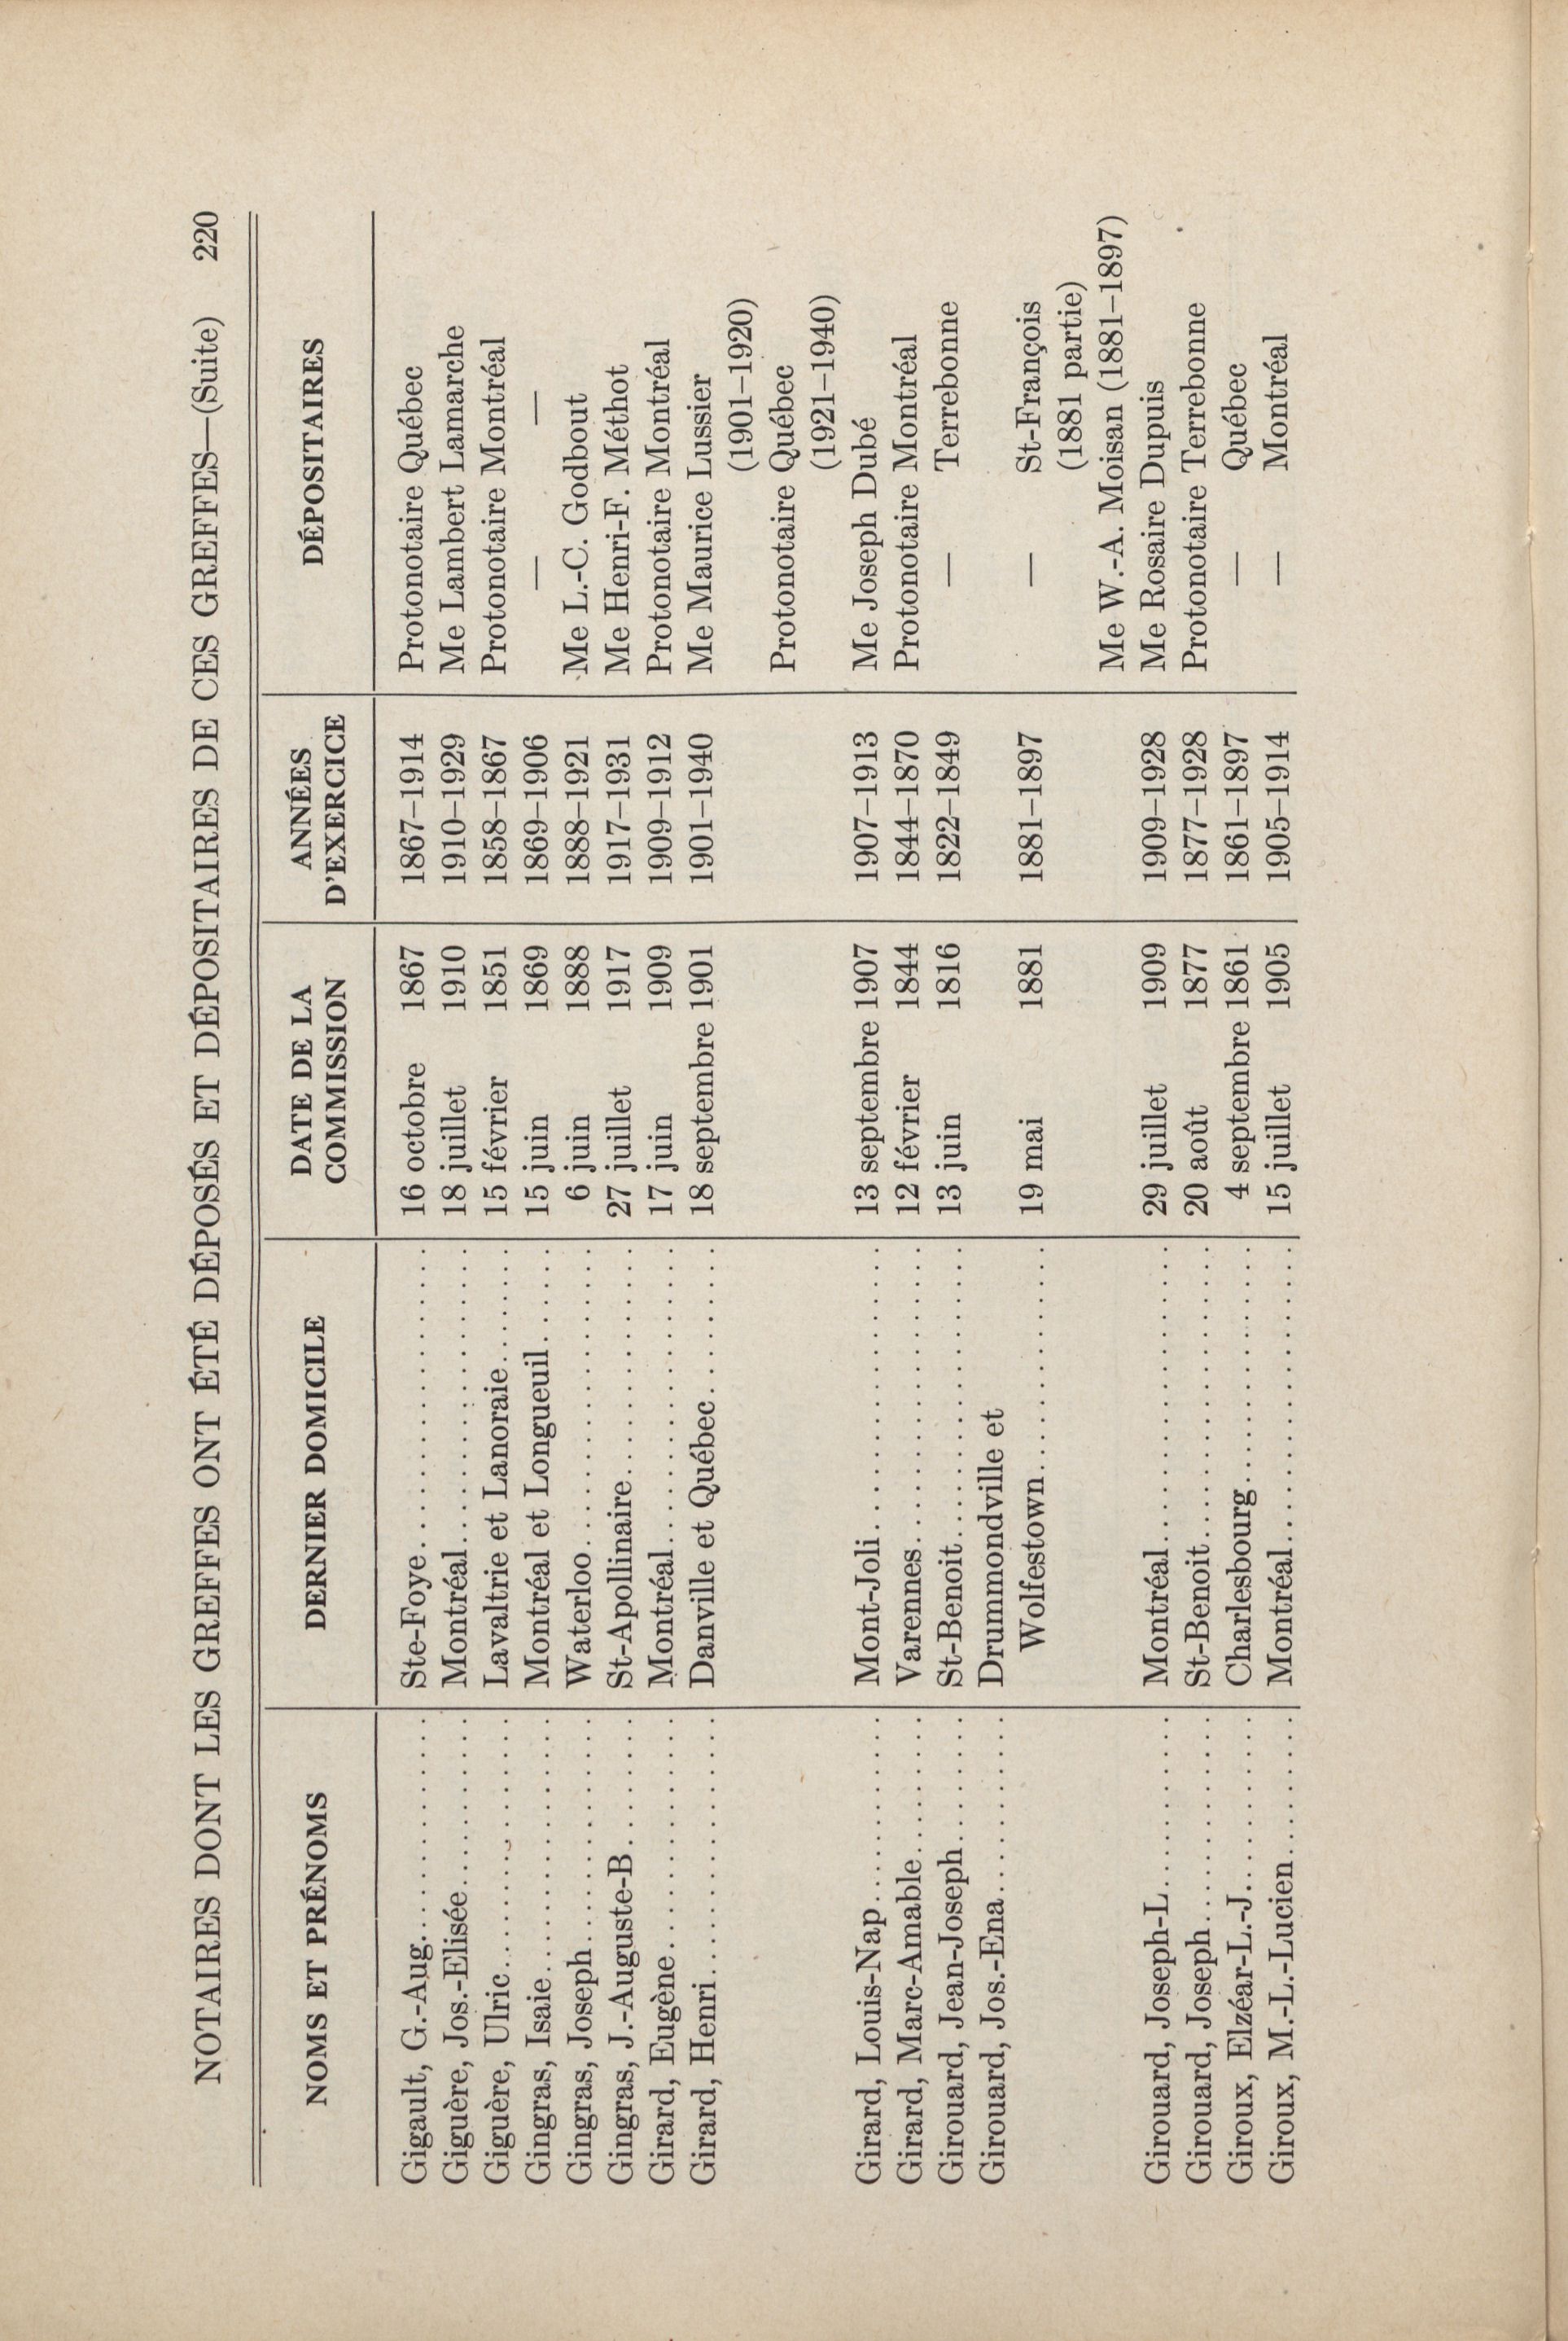 NOTAIRES DONT LES GREFFES ONT ÉTÉ DÉPOSÉS ET DÉPOSITAIRES DE CES GREFFES—(Suite) 220
NOMS ET PRÉNOMS DERNIER DOMICILE DATE DE LA COMMISSION ANNÉES D'EXERCICE DÉPOSITAIRES
Gigault, G.-Aug. Ste-Foye 16 octobre 1867 1867–1914 Protonotaire Québec
Giguère, Jos.-Elisée Montréal 18 juillet 1910 1910–1929 Me Lambert Lamarche
Giguère, Ulric Lavaltrie et Lanoraie 15 février 1851 1858–1867 Protonotaire Montréal
Gingras, Isaie Montréal et Longueuil 15 juin 1869 1869–1906 — —
Gingras, Joseph Waterloo 6 juin 1888 1888–1921 Me L.-C. Godbout
Gingras, J.-Auguste-B. St-Apollinaire 27 juillet 1917 1917–1931 Me Henri-F. Méthot
Girard, Eugène Montréal 17 juin 1909 1909–1912 Protonotaire Montréal
Girard, Henri Danville et Québec 18 septembre 1901 1901–1940 Me Maurice Lussier
(1901–1920)
Protonotaire Québec
(1921–1940)
Girard, Louis-Nap. Mont-Joli 13 septembre 1907 1907–1913 Me Joseph Dubé
Girard, Marc-Amable Varennes 12 février 1844 1844–1870 Protonotaire Montréal
Girouard, Jean-Joseph St-Benoit 13 juin 1816 1822–1849 — Terrebonne
Girouard, Jos.-Ena Drummondville et
Wolfestown 19 mai 1881 1881–1897 — St-François
(1881 partie)
Me W.-A. Moisan (1881–1897)
Girouard, Joseph-L. Montréal 29 juillet 1909 1909–1928 Me Rosaire Dupuis
Girouard, Joseph St-Benoit 20 août 1877 1877–1928 Protonotaire Terrebonne
Giroux, Elzéar-L.-J. Charlesbourg 4 septembre 1861 1861–1897 — Québec
Giroux, M.-L.-Lucien Montréal 15 juillet 1905 1905–1914 — Montréal